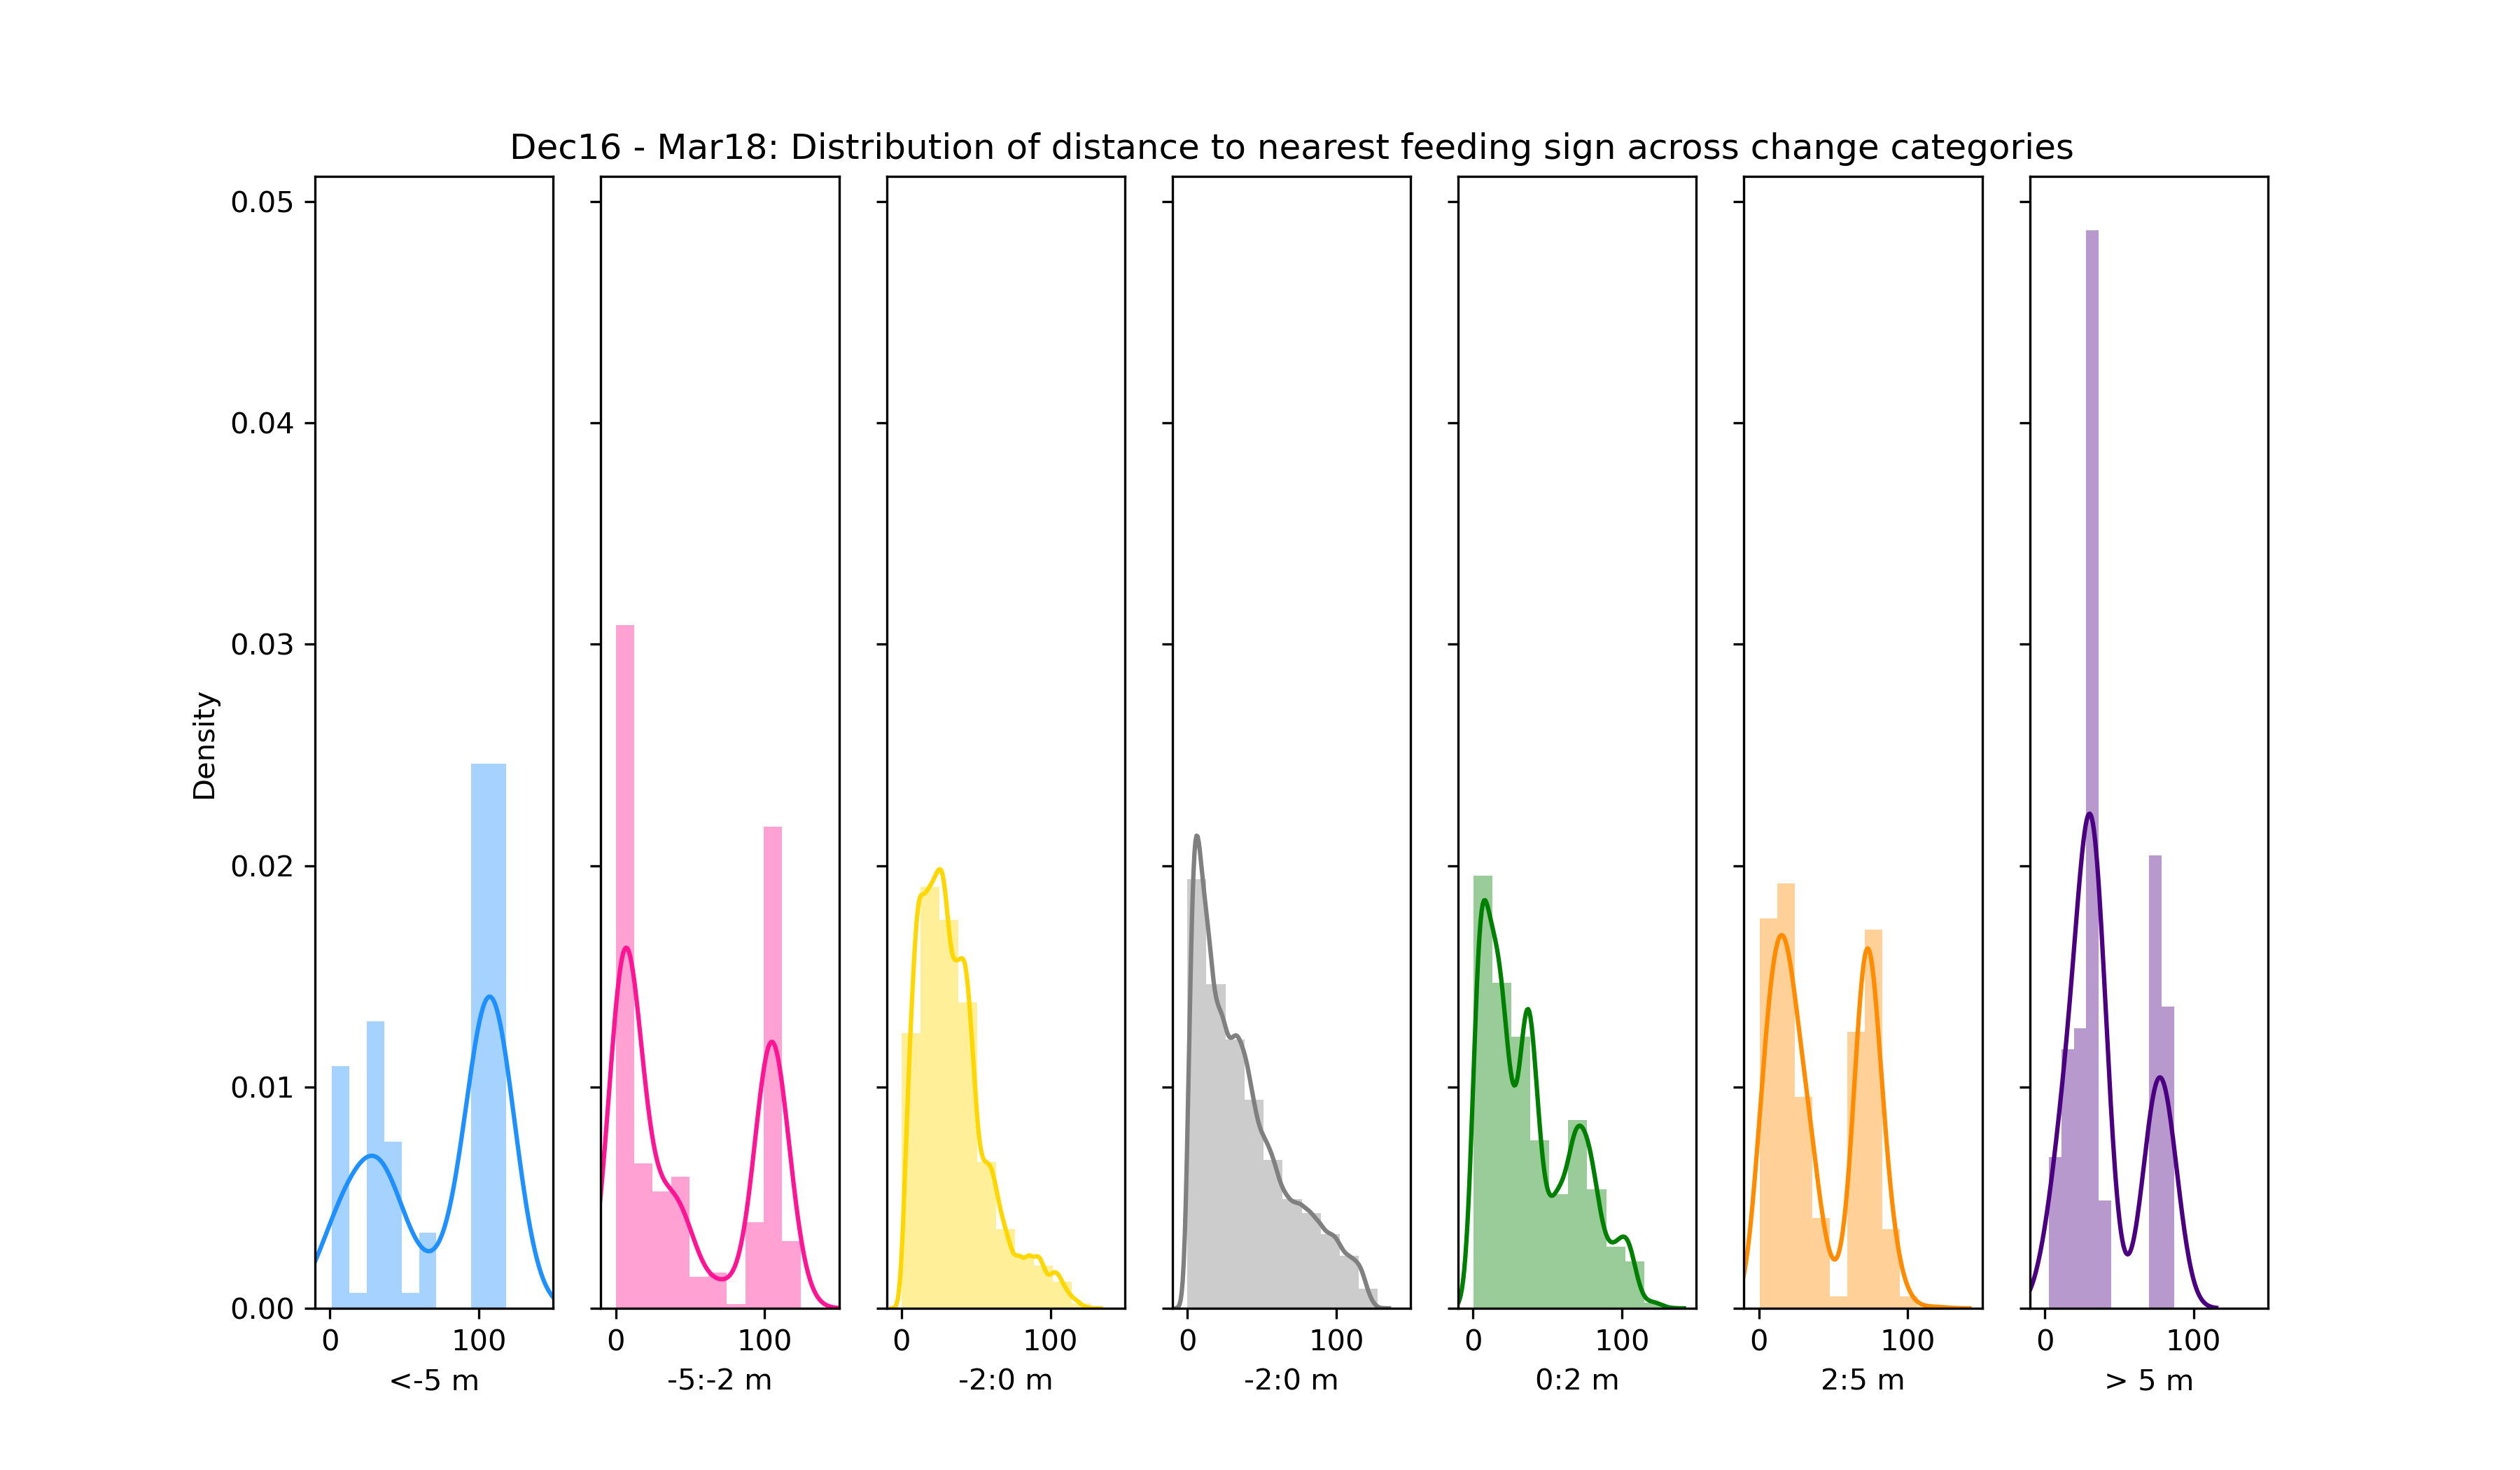 Dec16 - Mar18: Distribution of distance to nearest feeding sign across change categories
0.05
0.04
0.03
0.02
0.01
0.00
Density
0 100
0 100
0 100
0 100
0 100
0 100
0 100
<-5 m
-5:-2 m
-2:0 m
-2:0 m
0:2 m
2:5 m
> 5 m